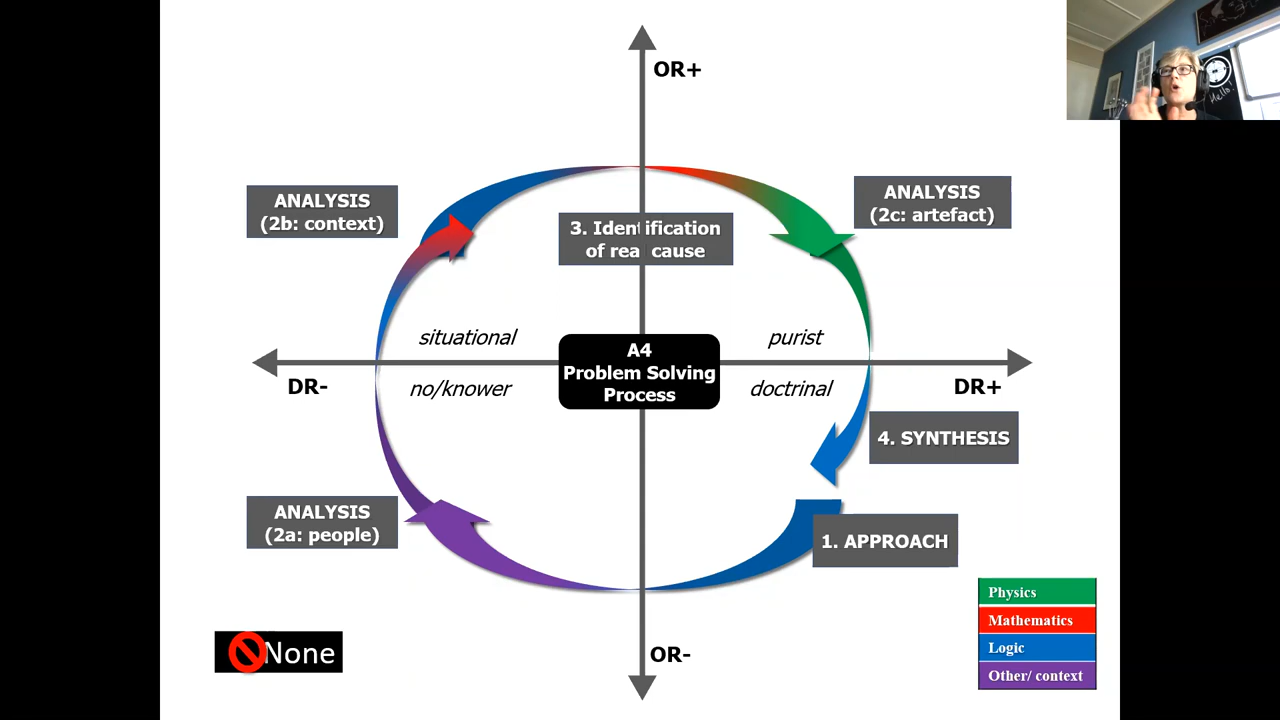 OR+
Hello!
ANALYSIS
(2b: context)
3. Identification
of real cause
ANALYSIS
(2c: artefact)
situational
purist
A4
Problem Solving
Process
DR-
no/knower
doctrinal
DR+
4. SYNTHESIS
ANALYSIS
(2a: people)
1. APPROACH
Physics
Mathematics
Logic
Other/ context
None
OR-